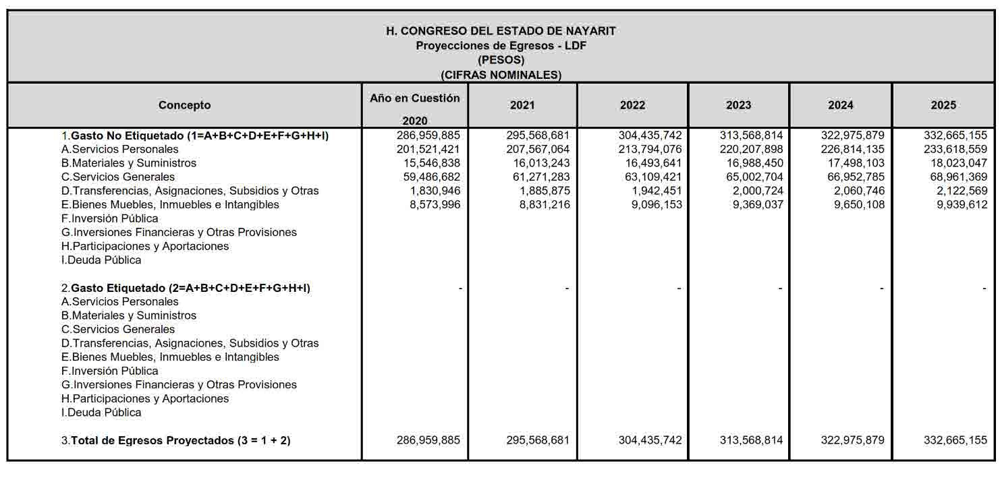 H. CONGRESO DEL ESTADO DE NAYARIT
Proyecciones de Egresos - LDF
(PESOS)
(CIFRAS NOMINALES)
Concepto Año en Cuestión 2020 2021 2022 2023 2024 2025
1.Gasto No Etiquetado (1=A+B+C+D+E+F+G+H+I) 286,959,885 295,568,681 304,435,742 313,568,814 322,975,879 332,665,155
A.Servicios Personales 201,521,421 207,567,064 213,794,076 220,207,898 226,814,135 233,618,559
B.Materiales y Suministros 15,546,838 16,013,243 16,493,641 16,988,450 17,498,103 18,023,047
C.Servicios Generales 59,486,682 61,271,283 63,109,421 65,002,704 66,952,785 68,961,369
D.Transferencias, Asignaciones, Subsidios y Otras 1,830,946 1,885,875 1,942,451 2,000,724 2,060,746 2,122,569
E.Bienes Muebles, Inmuebles e Intangibles 8,573,996 8,831,216 9,096,153 9,369,037 9,650,108 9,939,612
F.Inversión Pública
G.Inversiones Financieras y Otras Provisiones
H.Participaciones y Aportaciones
I.Deuda Pública
2.Gasto Etiquetado (2=A+B+C+D+E+F+G+H+I) - - - - - -
A.Servicios Personales
B.Materiales y Suministros
C.Servicios Generales
D.Transferencias, Asignaciones, Subsidios y Otras
E.Bienes Muebles, Inmuebles e Intangibles
F.Inversión Pública
G.Inversiones Financieras y Otras Provisiones
H.Participaciones y Aportaciones
I.Deuda Pública
3.Total de Egresos Proyectados (3 = 1 + 2) 286,959,885 295,568,681 304,435,742 313,568,814 322,975,879 332,665,155